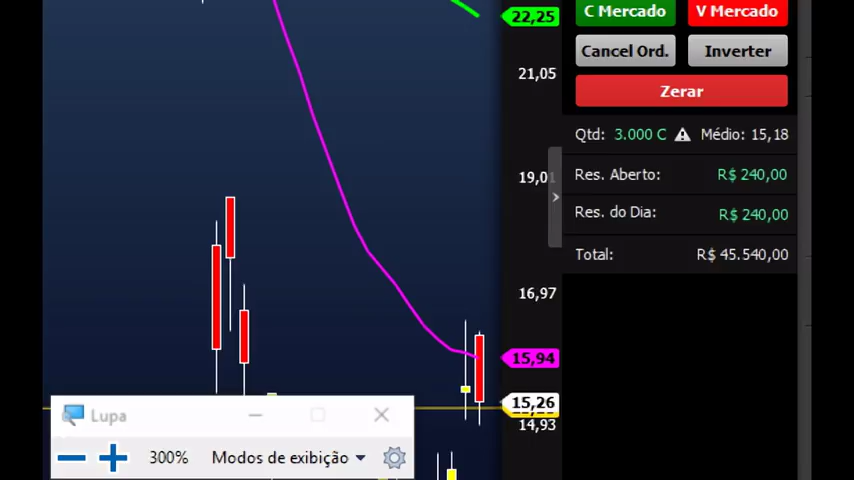 22,25
C Mercado V Mercado
Cancel Ord. Inverter
21,05
Zerar
Qtd: 3.000 C Médio: 15,18
19,01
Res. Aberto: R$ 240,00
Res. do Dia: R$ 240,00
Total: R$ 45.540,00
16,97
15,94
15,26
14,93
Lupa
300% Modos de exibição